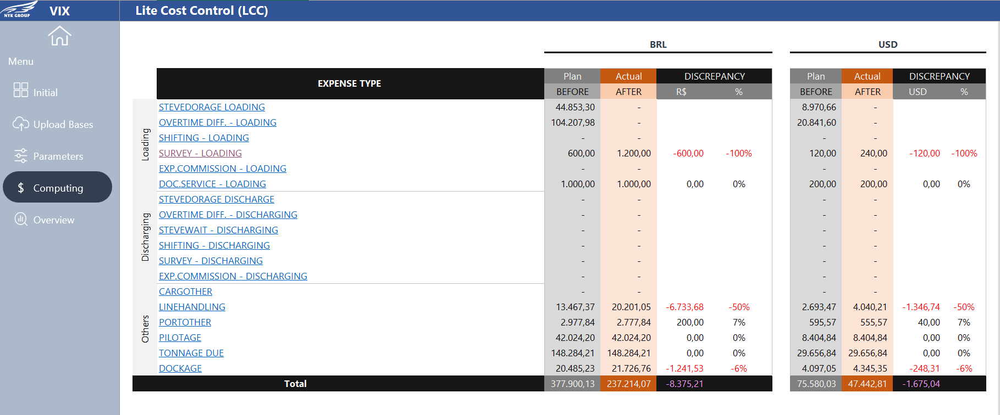 NYK GROUP
VIX
Lite Cost Control (LCC)
Menu
Initial
Upload Bases
Parameters
$ Computing
Overview
BRL USD
EXPENSE TYPE Plan Actual DISCREPANCY Plan Actual DISCREPANCY
BEFORE AFTER R$ % BEFORE AFTER USD %
Loading
STEVEDORAGE LOADING 44.853,30 - 8.970,66 -
OVERTIME DIFF. - LOADING 104.207,98 - 20.841,60 -
SHIFTING - LOADING - - - -
SURVEY - LOADING 600,00 1.200,00 -600,00 -100% 120,00 240,00 -120,00 -100%
EXP.COMMISSION - LOADING - - - -
DOC.SERVICE - LOADING 1.000,00 1.000,00 0,00 0% 200,00 200,00 0,00 0%
Discharging
STEVEDORAGE DISCHARGE - - - -
OVERTIME DIFF. - DISCHARGING - - - -
STEVEWAIT - DISCHARGING - - - -
SHIFTING - DISCHARGING - - - -
SURVEY - DISCHARGING - - - -
EXP.COMMISSION - DISCHARGING - - - -
Others
CARGOTHER - - - -
LINEHANDLING 13.467,37 20.201,05 -6.733,68 -50% 2.693,47 4.040,21 -1.346,74 -50%
PORTOTHER 2.977,84 2.777,84 200,00 7% 595,57 555,57 40,00 7%
PILOTAGE 42.024,20 42.024,20 0,00 0% 8.404,84 8.404,84 0,00 0%
TONNAGE DUE 148.284,21 148.284,21 0,00 0% 29.656,84 29.656,84 0,00 0%
DOCKAGE 20.485,23 21.726,76 -1.241,53 -6% 4.097,05 4.345,35 -248,31 -6%
Total 377.900,13 237.214,07 -8.375,21 75.580,03 47.442,81 -1.675,04